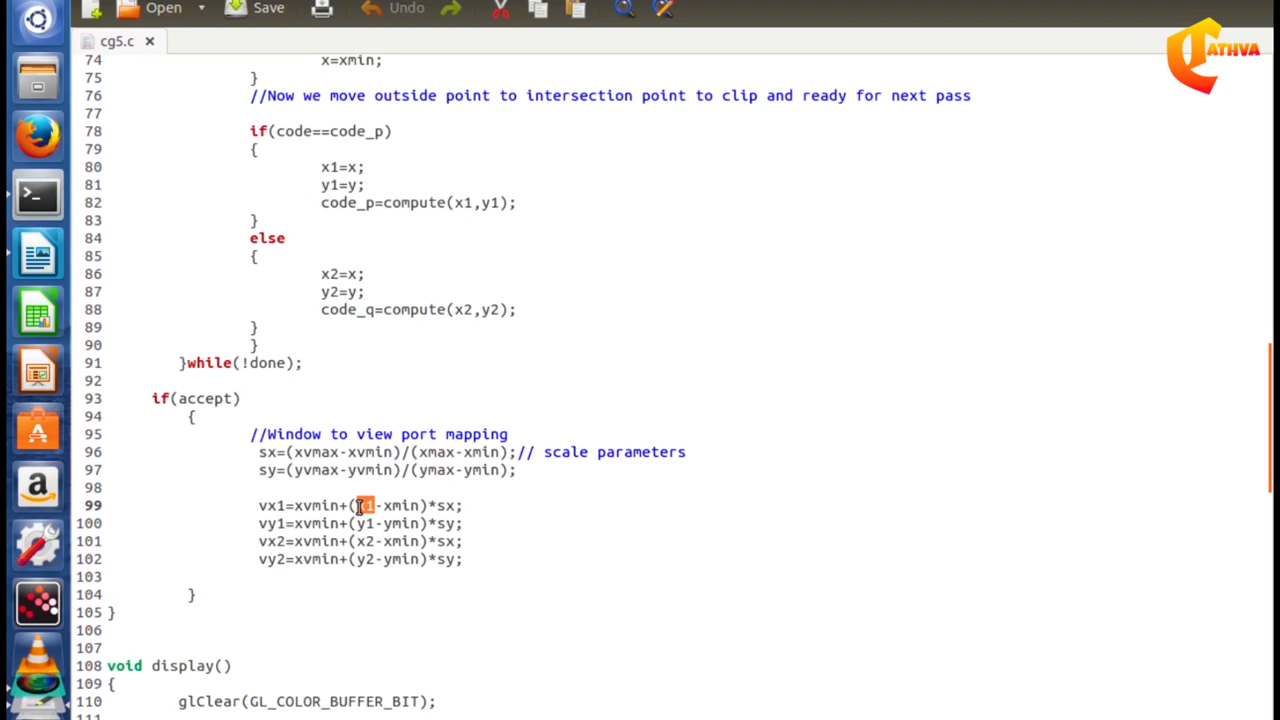 Open Save Undo
cg5.c
ATHVA
74 x=xmin;
75 }
76 //Now we move outside point to intersection point to clip and ready for next pass
77
78 if(code==code_p)
79 {
80 x1=x;
81 y1=y;
82 code_p=compute(x1,y1);
83 }
84 else
85 {
86 x2=x;
87 y2=y;
88 code_q=compute(x2,y2);
89 }
90 }
91 }while(!done);
92
93 if(accept)
94 {
95 //Window to view port mapping
96 sx=(xvmax-xvmin)/(xmax-xmin);// scale parameters
97 sy=(yvmax-yvmin)/(ymax-ymin);
98
99 vx1=xvmin+(x1-xmin)*sx;
100 vy1=xvmin+(y1-ymin)*sy;
101 vx2=xvmin+(x2-xmin)*sx;
102 vy2=xvmin+(y2-ymin)*sy;
103
104 }
105 }
106
107
108 void display()
109 {
110 glClear(GL_COLOR_BUFFER_BIT);
111